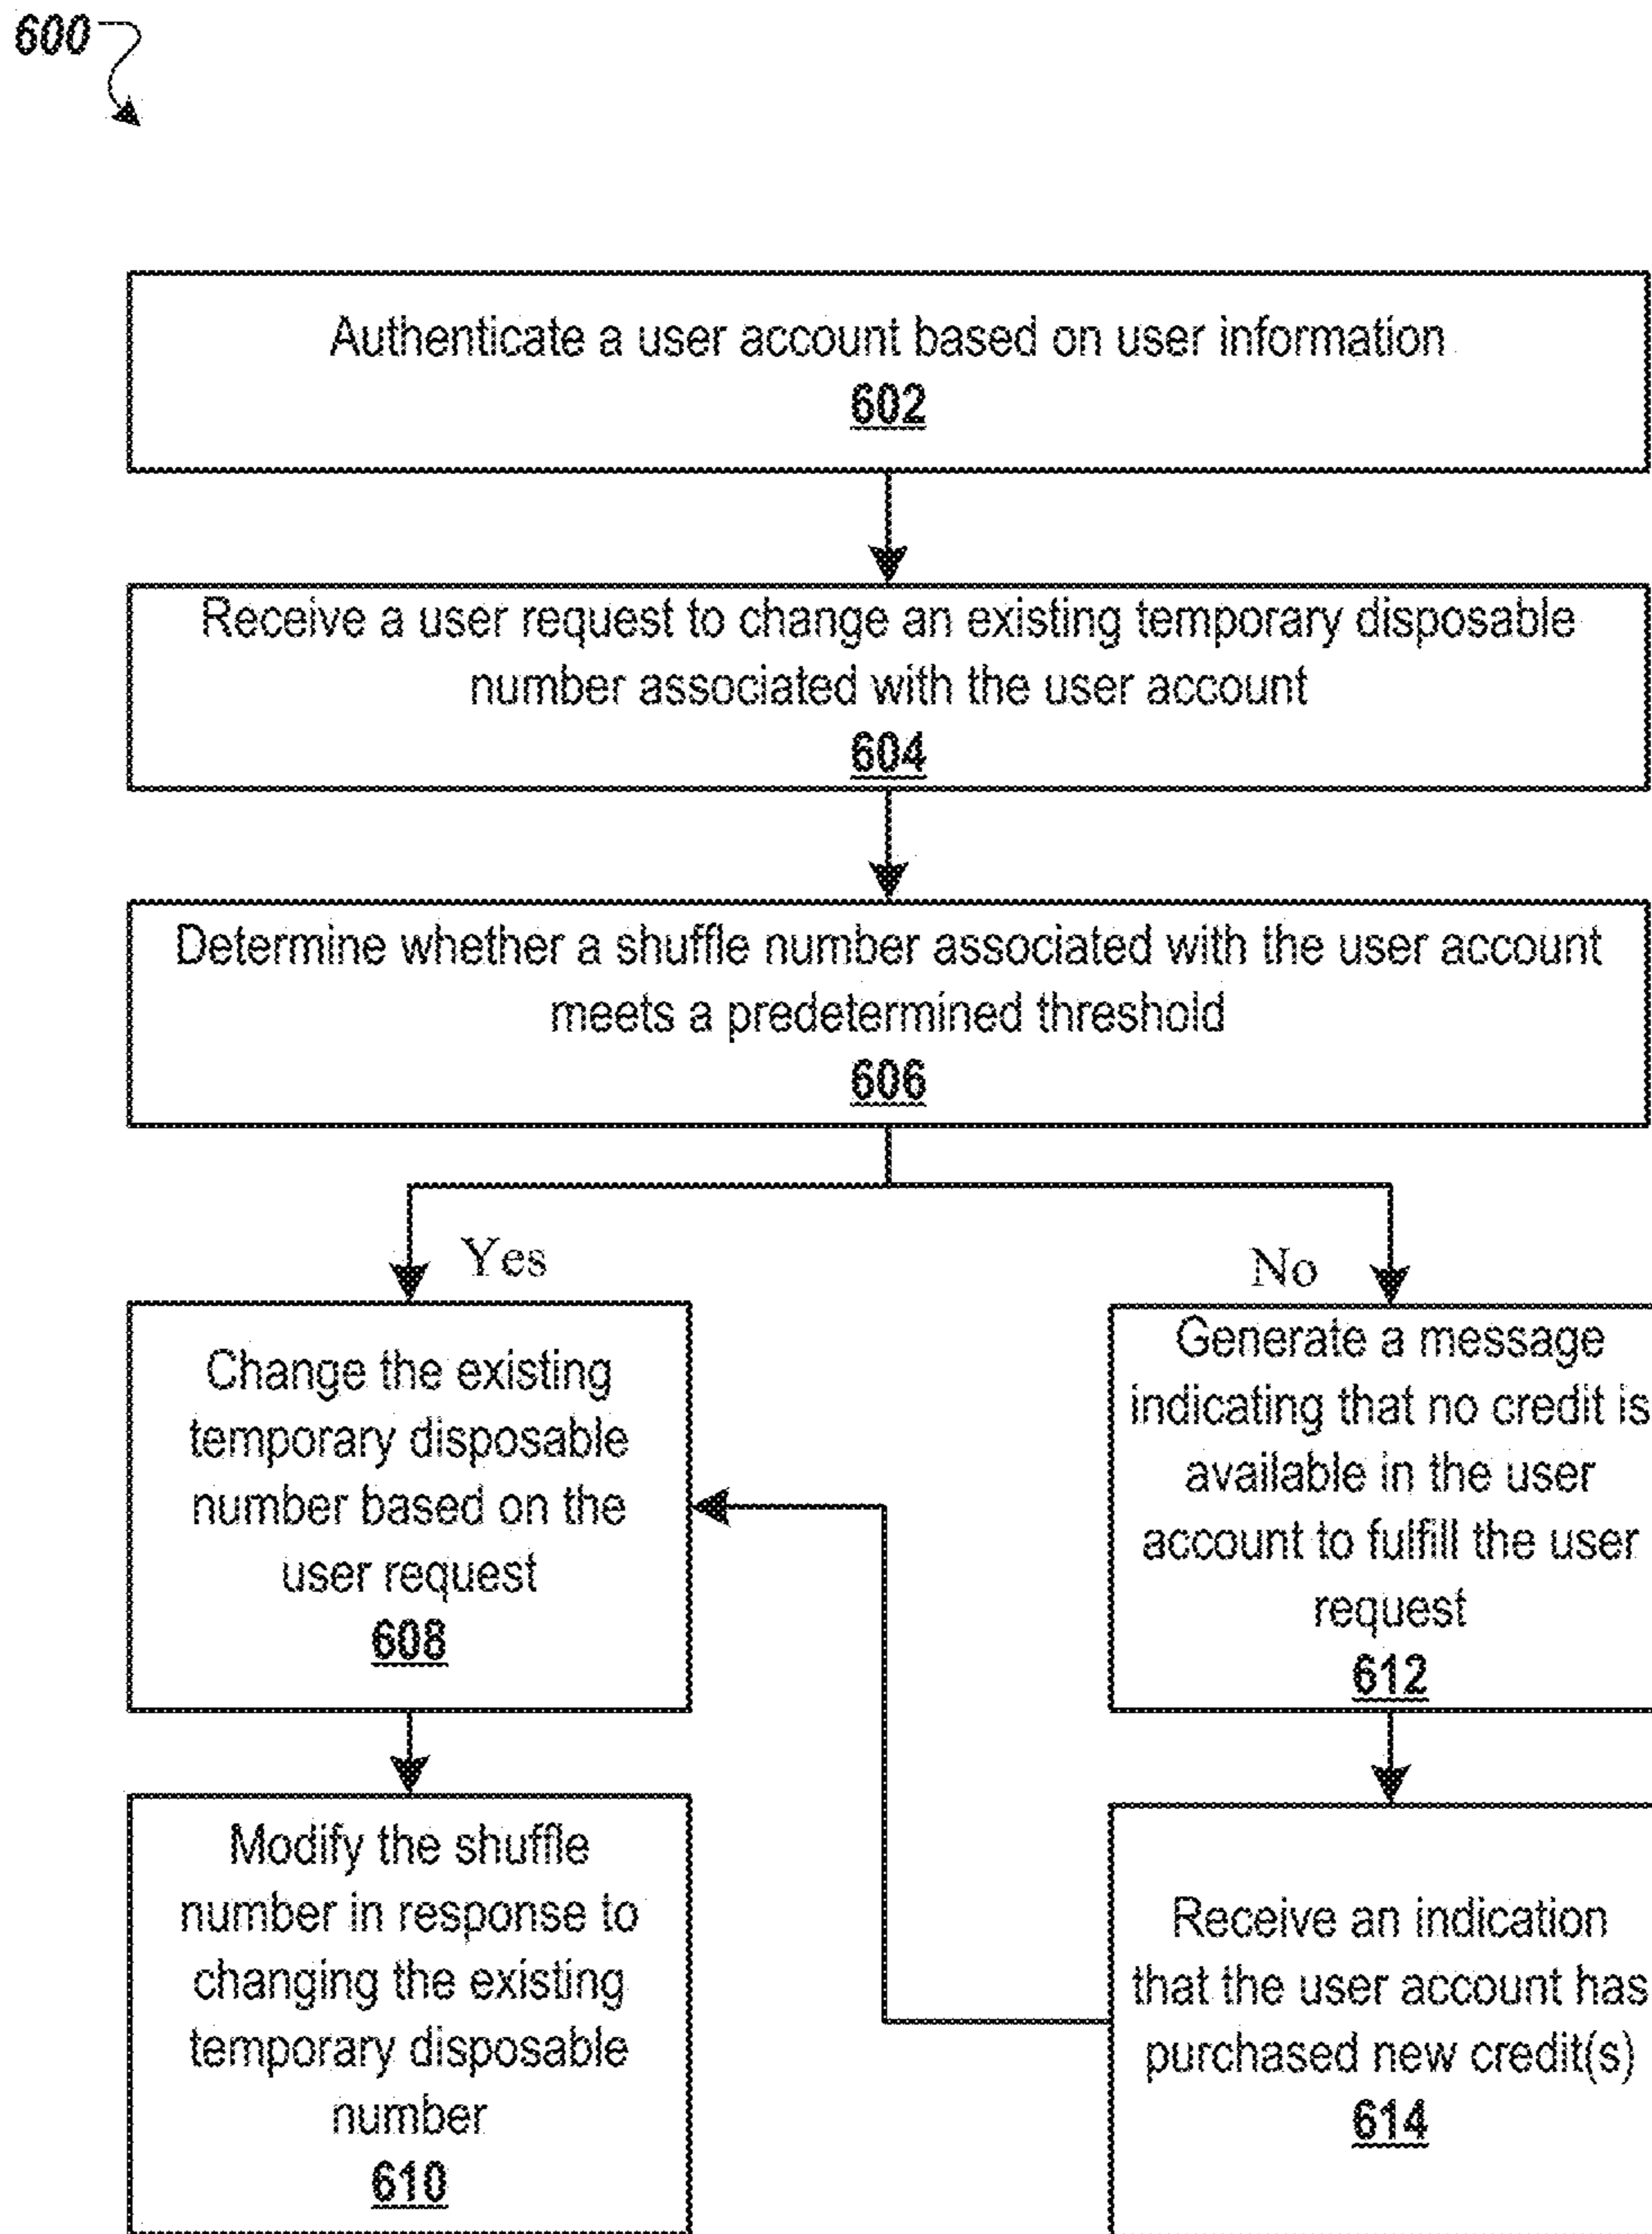 600
Authenticate a user account based on user information
602
Receive a user request to change an existing temporary disposable
number associated with the user account
604
Determine whether a shuffle number associated with the user account
meets a predetermined threshold
606
Yes
No
Change the existing
temporary disposable
number based on the
user request
608
Generate a message
indicating that no credit is
available in the user
account to fulfill the user
request
612
Modify the shuffle
number in response to
changing the existing
temporary disposable
number
610
Receive an indication
that the user account has
purchased new credit(s)
614